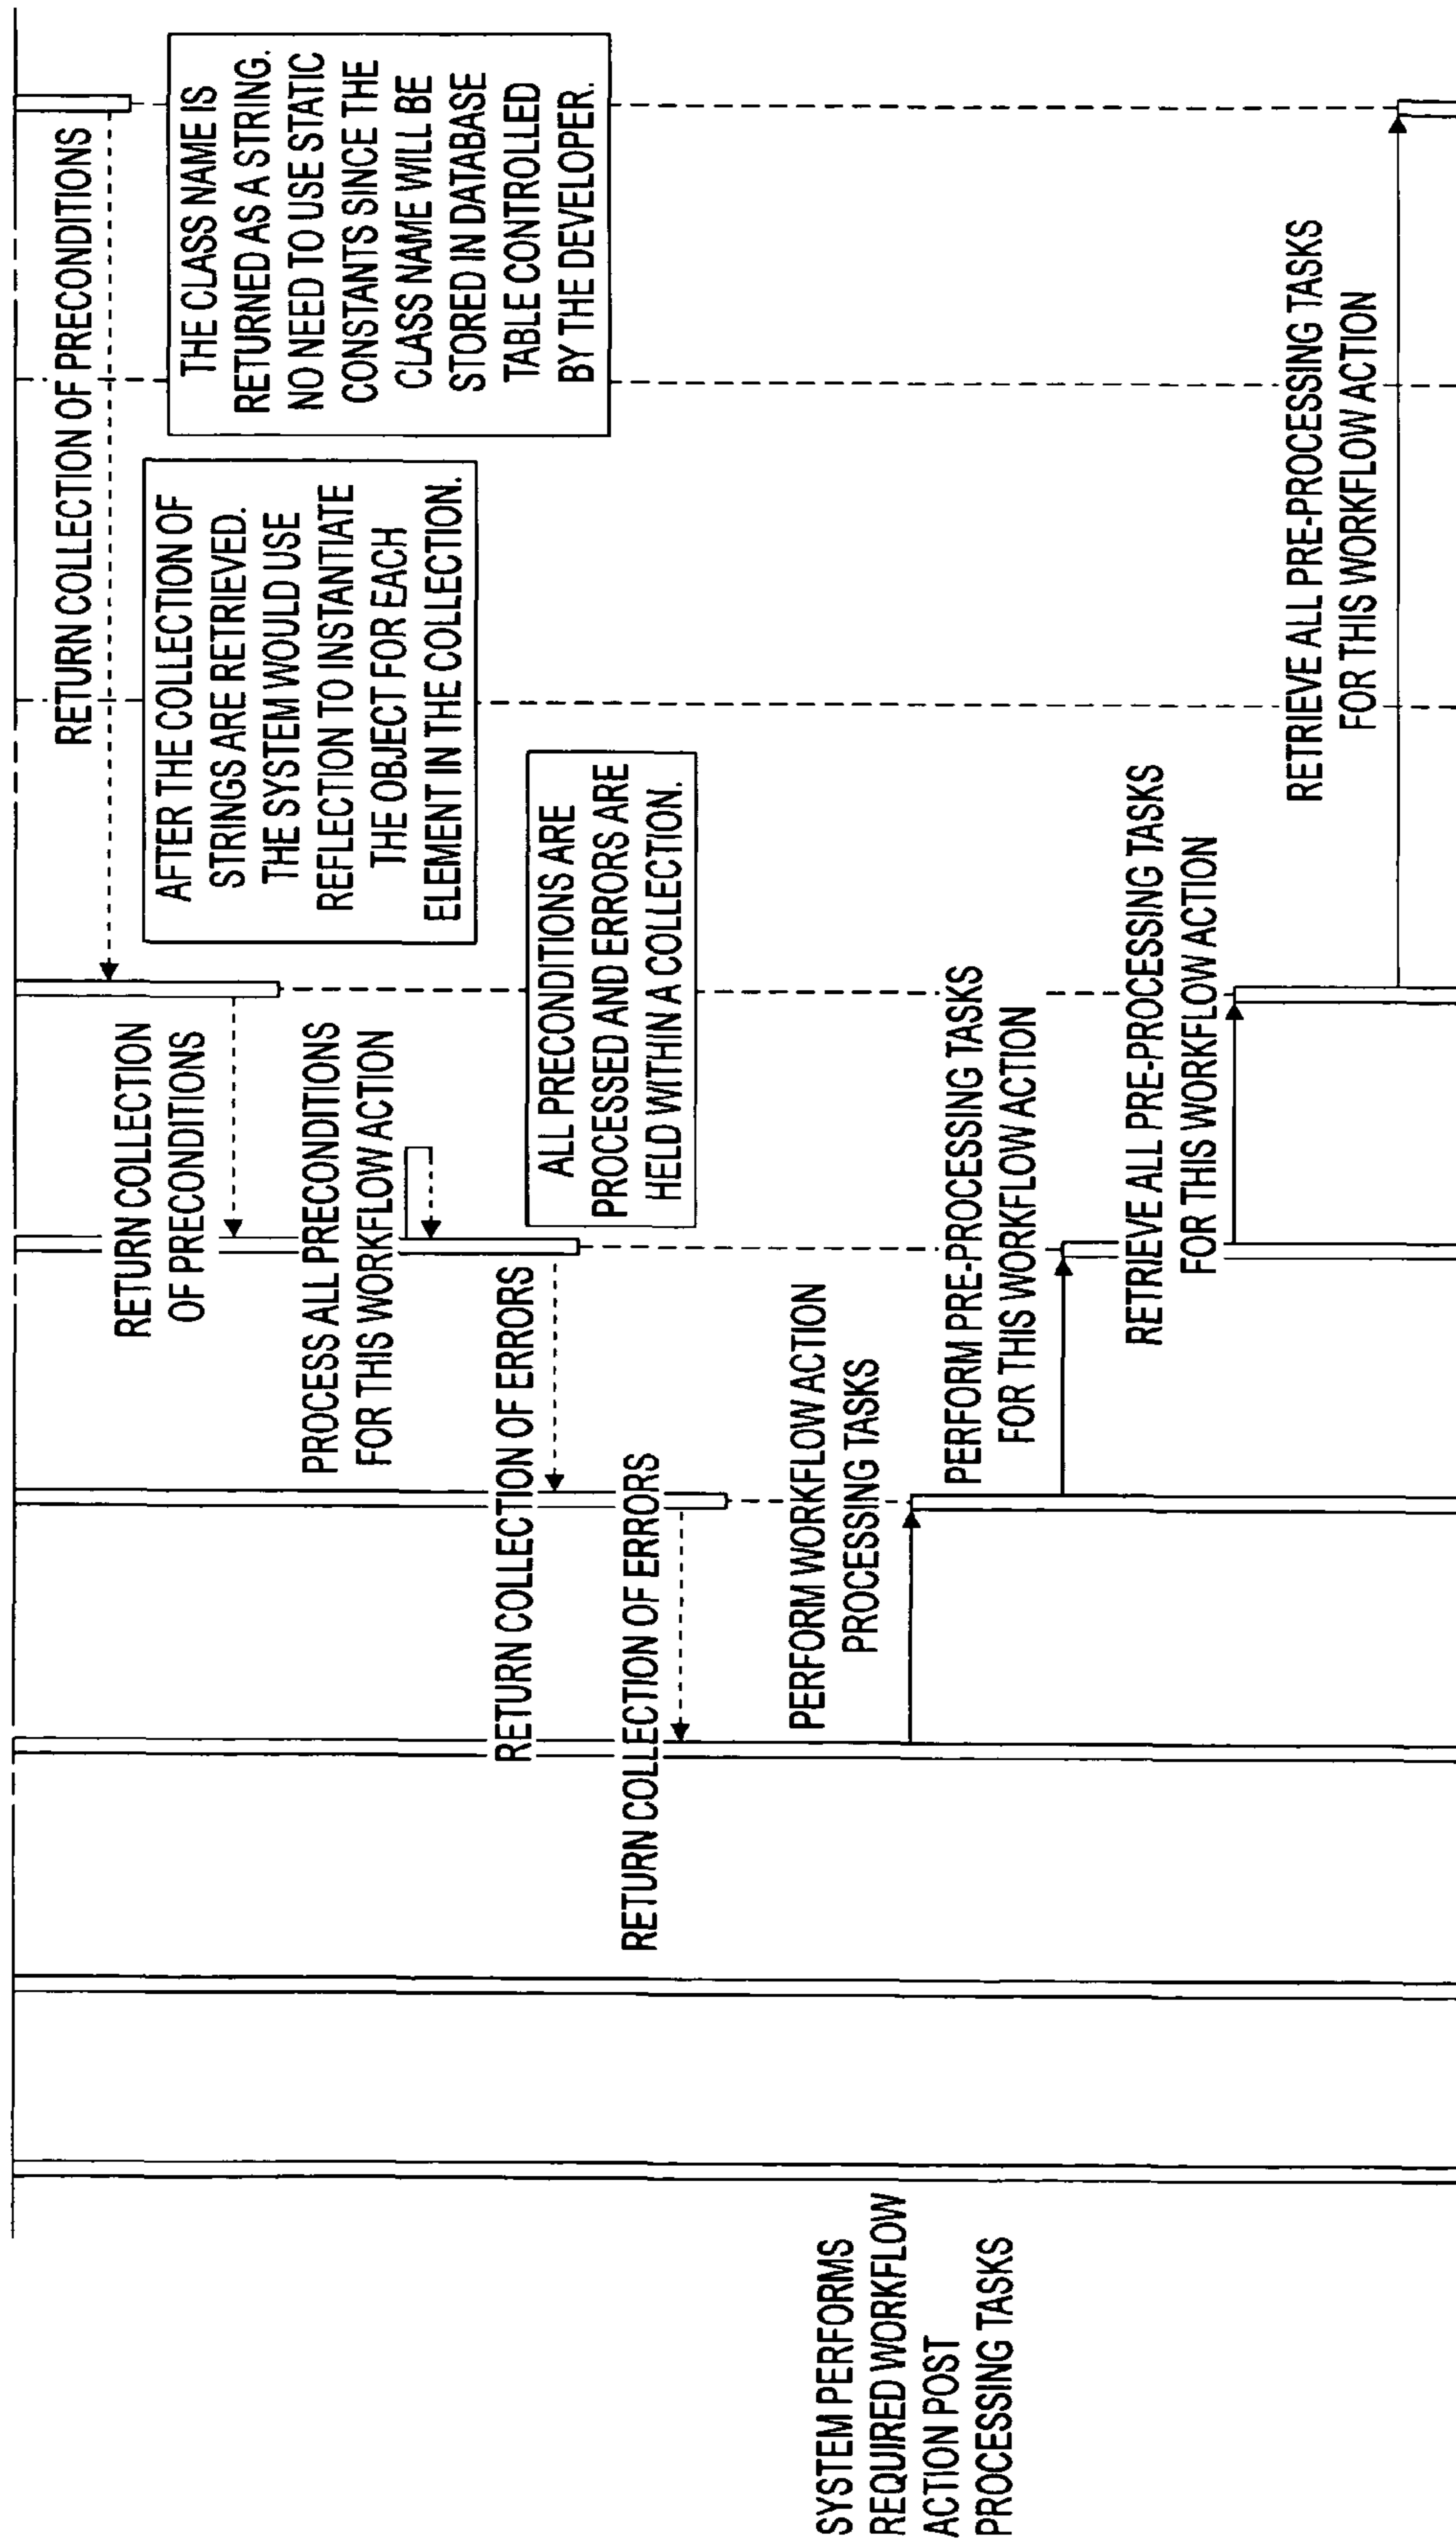 RETURN COLLECTION OF PRECONDITIONS
RETURN COLLECTION
OF PRECONDITIONS
AFTER THE COLLECTION OF
STRINGS ARE RETRIEVED.
THE SYSTEM WOULD USE
REFLECTION TO INSTANTIATE
THE OBJECT FOR EACH
ELEMENT IN THE COLLECTION.
THE CLASS NAME IS
RETURNED AS A STRING.
NO NEED TO USE STATIC
CONSTANTS SINCE THE
CLASS NAME WILL BE
STORED IN DATABASE
TABLE CONTROLLED
BY THE DEVELOPER.
PROCESS ALL PRECONDITIONS
FOR THIS WORKFLOW ACTION
RETURN COLLECTION OF ERRORS
ALL PRECONDITIONS ARE
PROCESSED AND ERRORS ARE
HELD WITHIN A COLLECTION.
RETURN COLLECTION OF ERRORS
SYSTEM PERFORMS
REQUIRED WORKFLOW
ACTION POST
PROCESSING TASKS
PERFORM WORKFLOW ACTION
PROCESSING TASKS
PERFORM PRE-PROCESSING TASKS
FOR THIS WORKFLOW ACTION
RETRIEVE ALL PRE-PROCESSING TASKS
FOR THIS WORKFLOW ACTION
RETRIEVE ALL PRE-PROCESSING TASKS
FOR THIS WORKFLOW ACTION